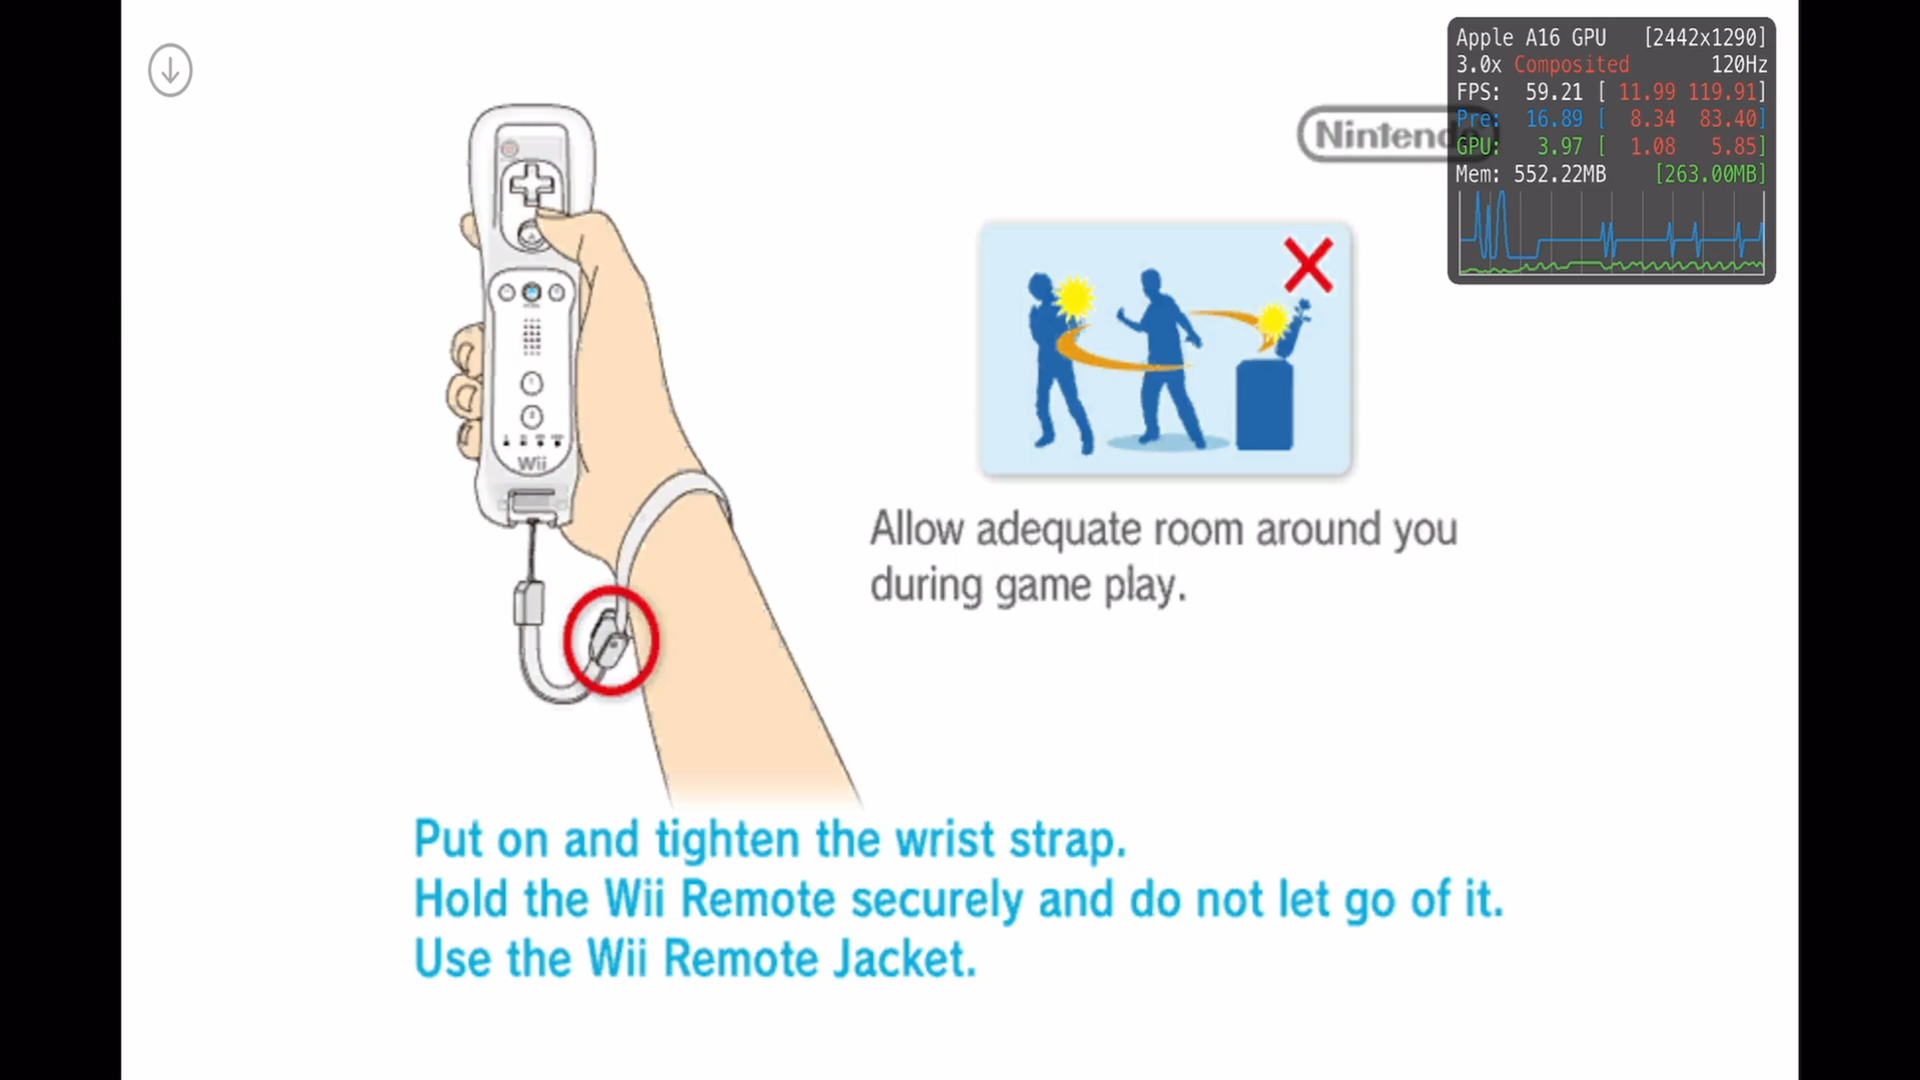 Apple A16 GPU [2442x1290]
3.0x Composited 120Hz
FPS: 59.21 [ 11.99 119.91]
Pre: 16.89 [ 8.34 83.40]
GPU: 3.97 [ 1.08 5.85]
Mem: 552.22MB [263.00MB]
Nintendo
Wii
Allow adequate room around you
during game play.
Put on and tighten the wrist strap.
Hold the Wii Remote securely and do not let go of it.
Use the Wii Remote Jacket.